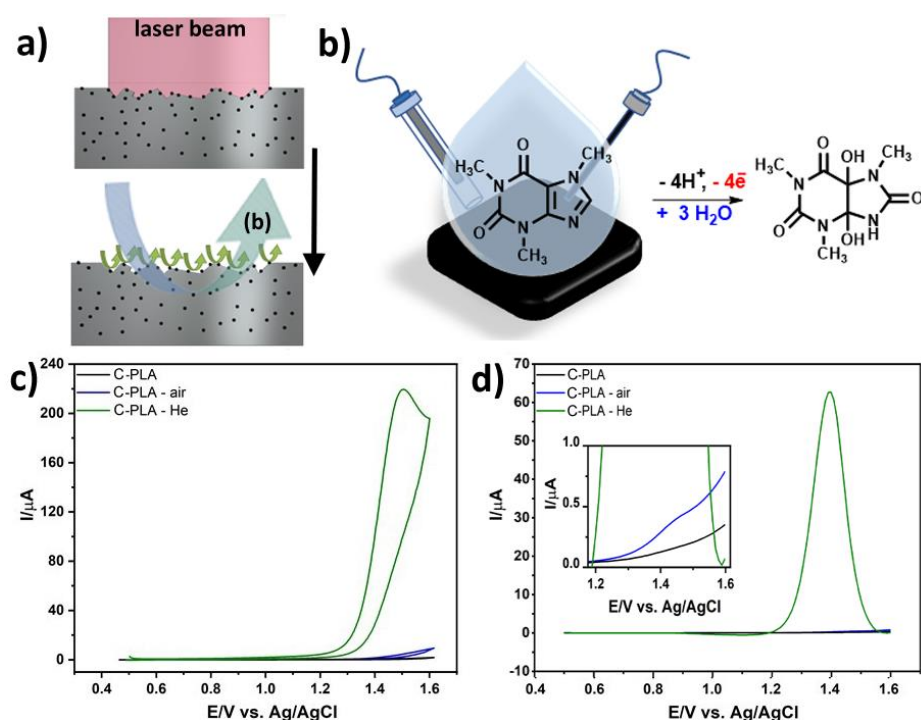 a)
laser beam
(b)
b)
H₃C
O
N
CH₃
N
O
N
N
CH₃
- 4H⁺, - 4ē
+ 3 H₂O
H₃C
O
OH
CH₃
N
N
O
O
N
N
H
CH₃
OH
c)
C-PLA
C-PLA - air
C-PLA - He
I/µA
240
200
160
120
80
40
0
0.4 0.6 0.8 1.0 1.2 1.4 1.6
E/V vs. Ag/AgCl
d)
C-PLA
C-PLA - air
C-PLA - He
I/µA
70
60
50
40
30
20
10
0
-10
0.4 0.6 0.8 1.0 1.2 1.4 1.6
E/V vs. Ag/AgCl
I/µA
1.0
0.5
0.0
1.2 1.4 1.6
E/V vs. Ag/AgCl